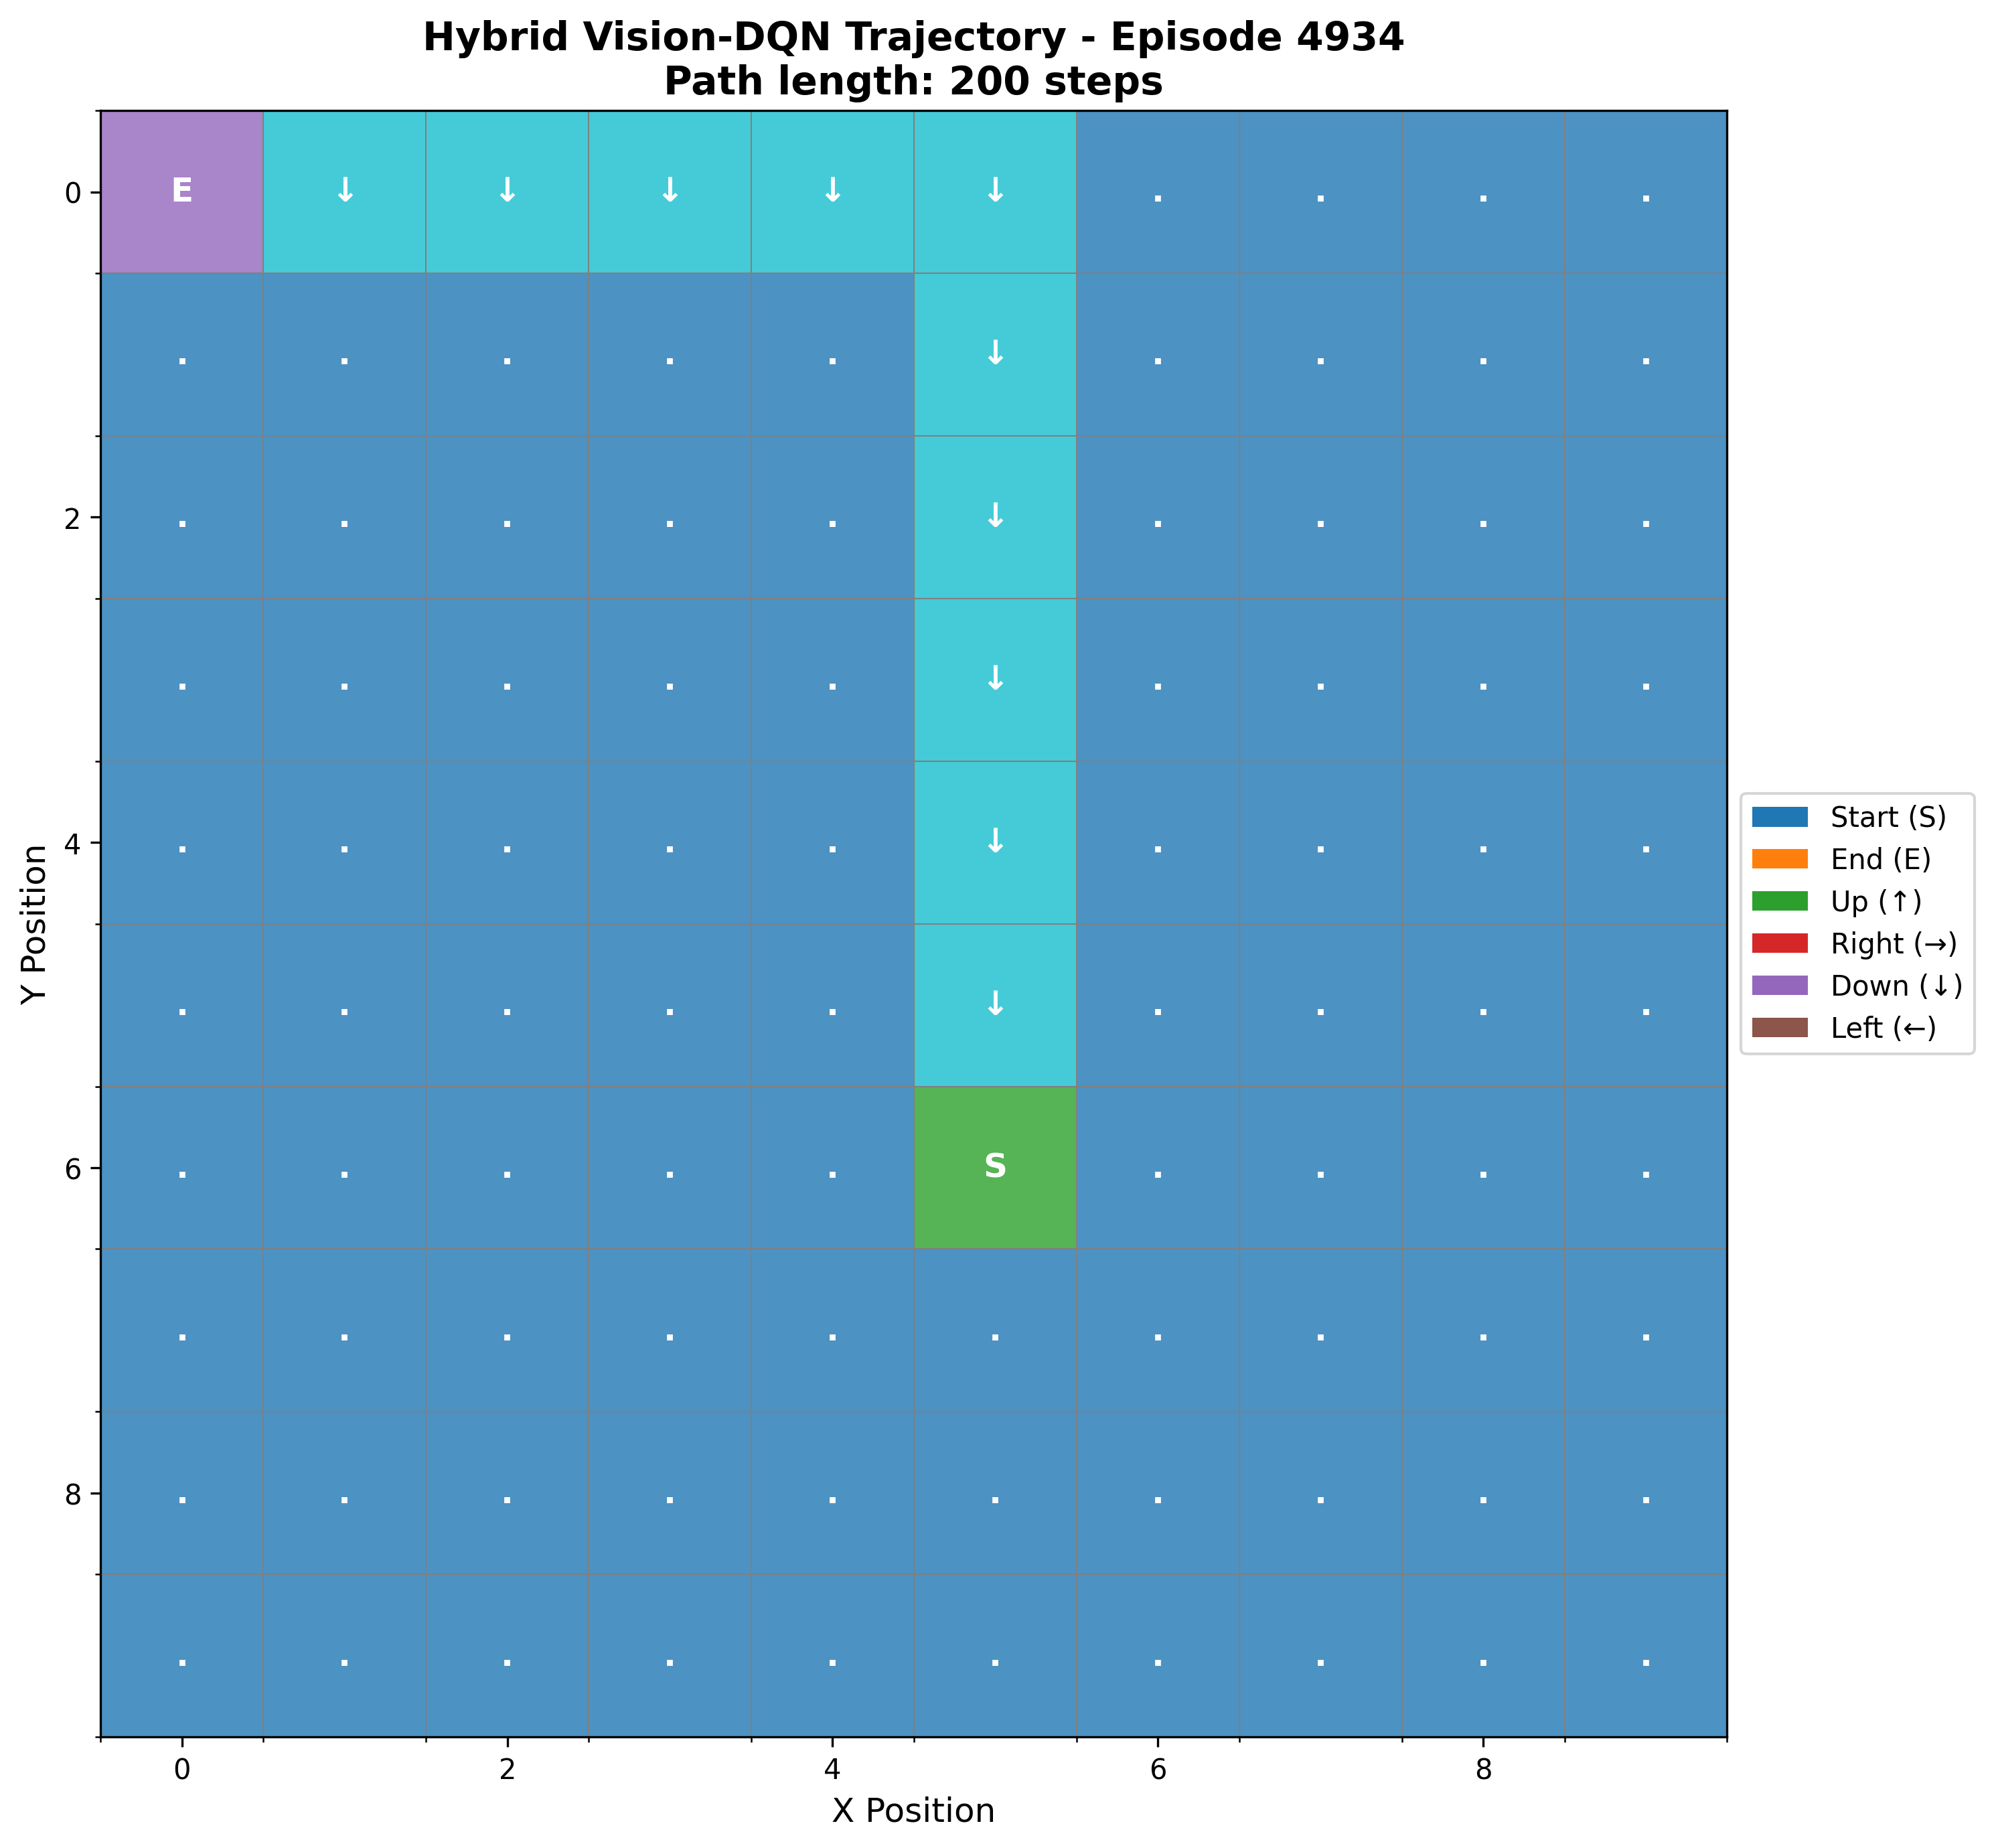 Hybrid Vision-DQN Trajectory - Episode 4934
Path length: 200 steps
0
E ↓ ↓ ↓ ↓ ↓ . . . .
. . . . . ↓ . . . .
2
. . . . . ↓ . . . .
. . . . . ↓ . . . .
4
. . . . . ↓ . . . .
. . . . . ↓ . . . .
6
. . . . . S . . . .
. . . . . . . . . .
8
. . . . . . . . . .
. . . . . . . . . .
0 2 4 6 8
X Position
Y Position
Start (S)
End (E)
Up (↑)
Right (→)
Down (↓)
Left (←)